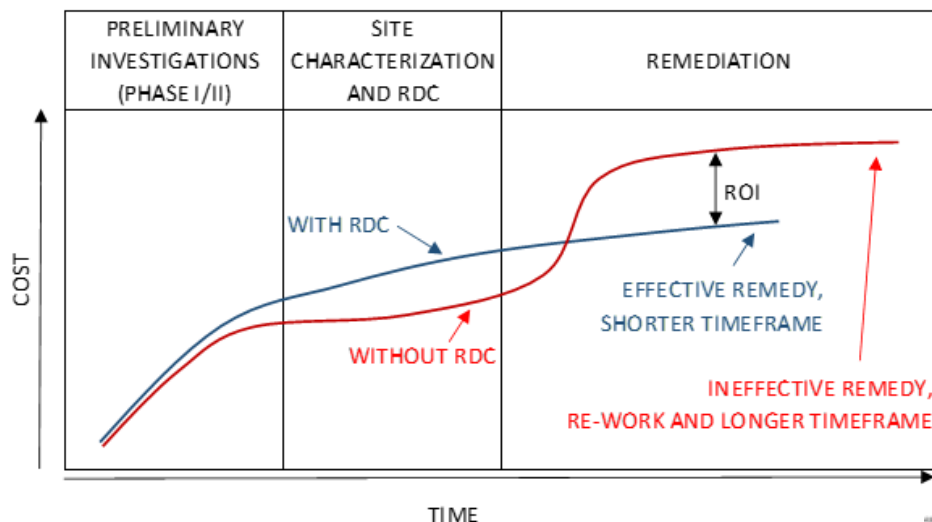 PRELIMINARY
INVESTIGATIONS
(PHASE I/II)
SITE
CHARACTERIZATION
AND RDC
REMEDIATION
COST
WITH RDC
WITHOUT RDC
ROI
EFFECTIVE REMEDY,
SHORTER TIMEFRAME
INEFFECTIVE REMEDY,
RE-WORK AND LONGER TIMEFRAME
TIME